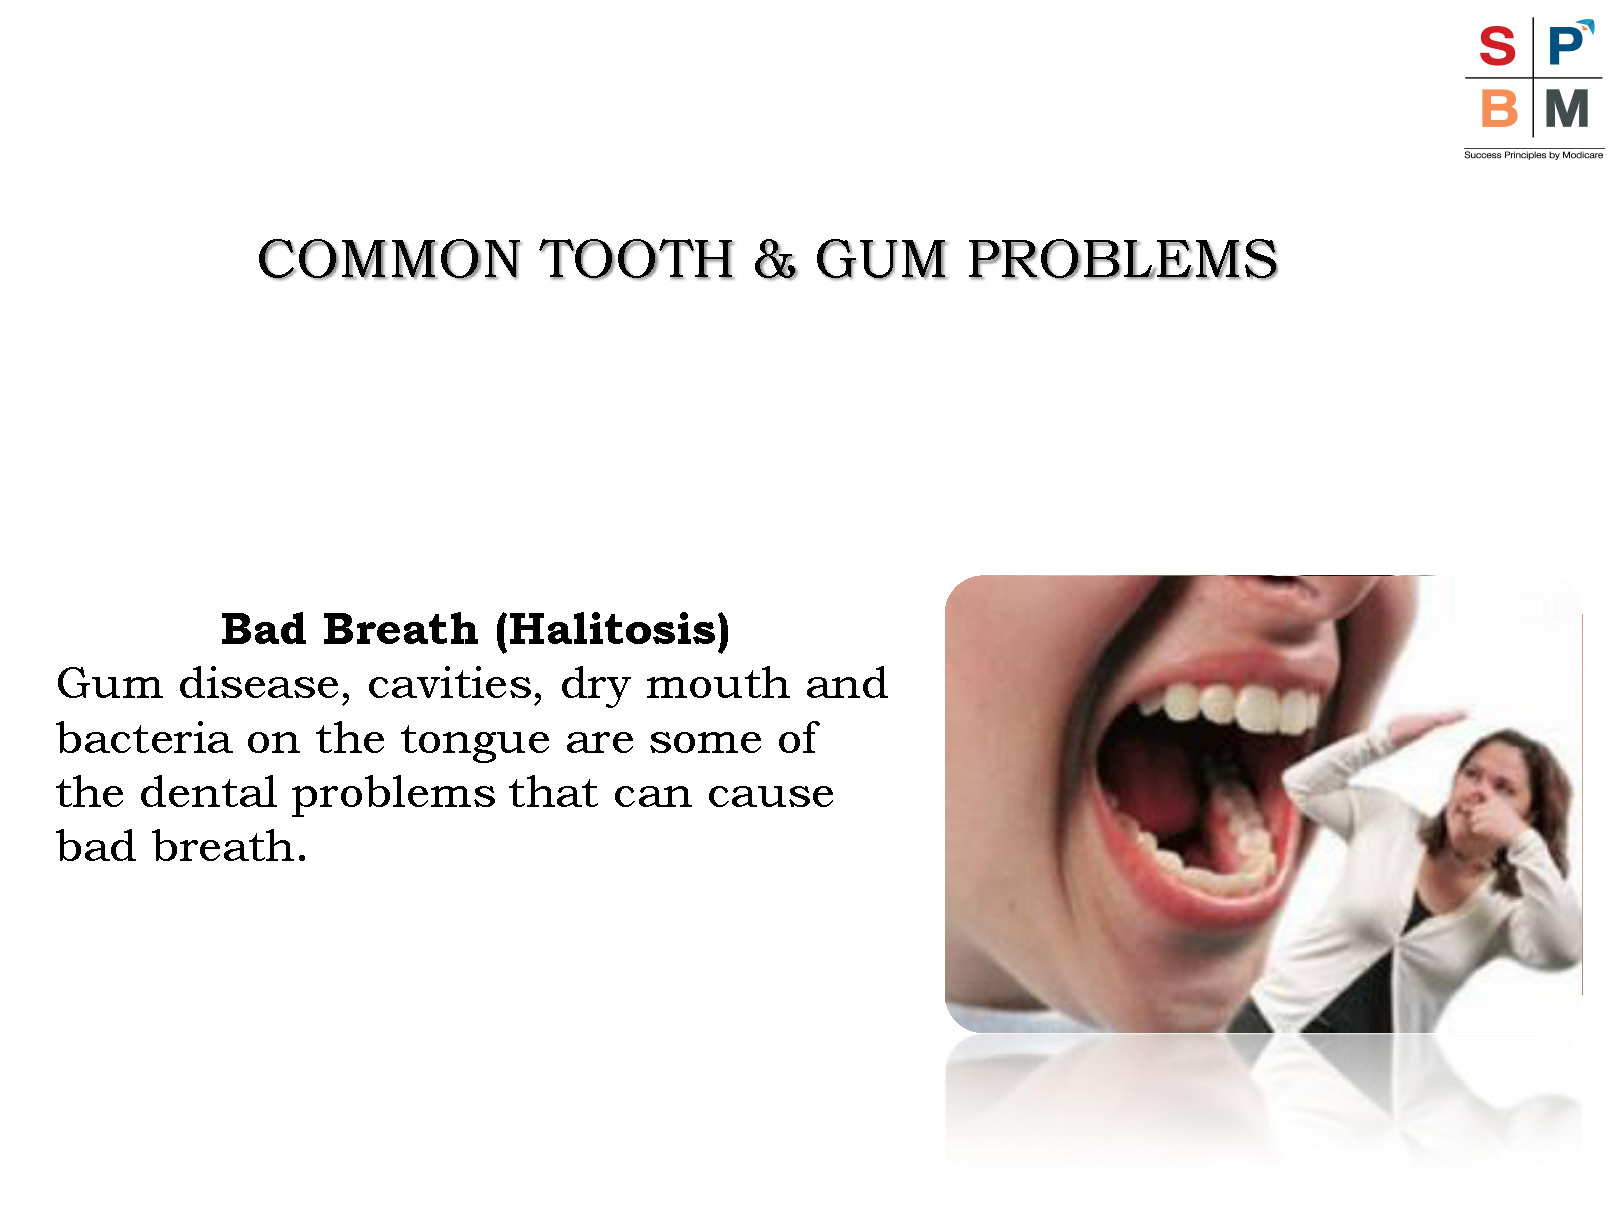 S P
B M
Success Principles by Modicare
COMMON TOOTH & GUM PROBLEMS
Bad Breath (Halitosis)
Gum disease, cavities, dry mouth and
bacteria on the tongue are some of
the dental problems that can cause
bad breath.